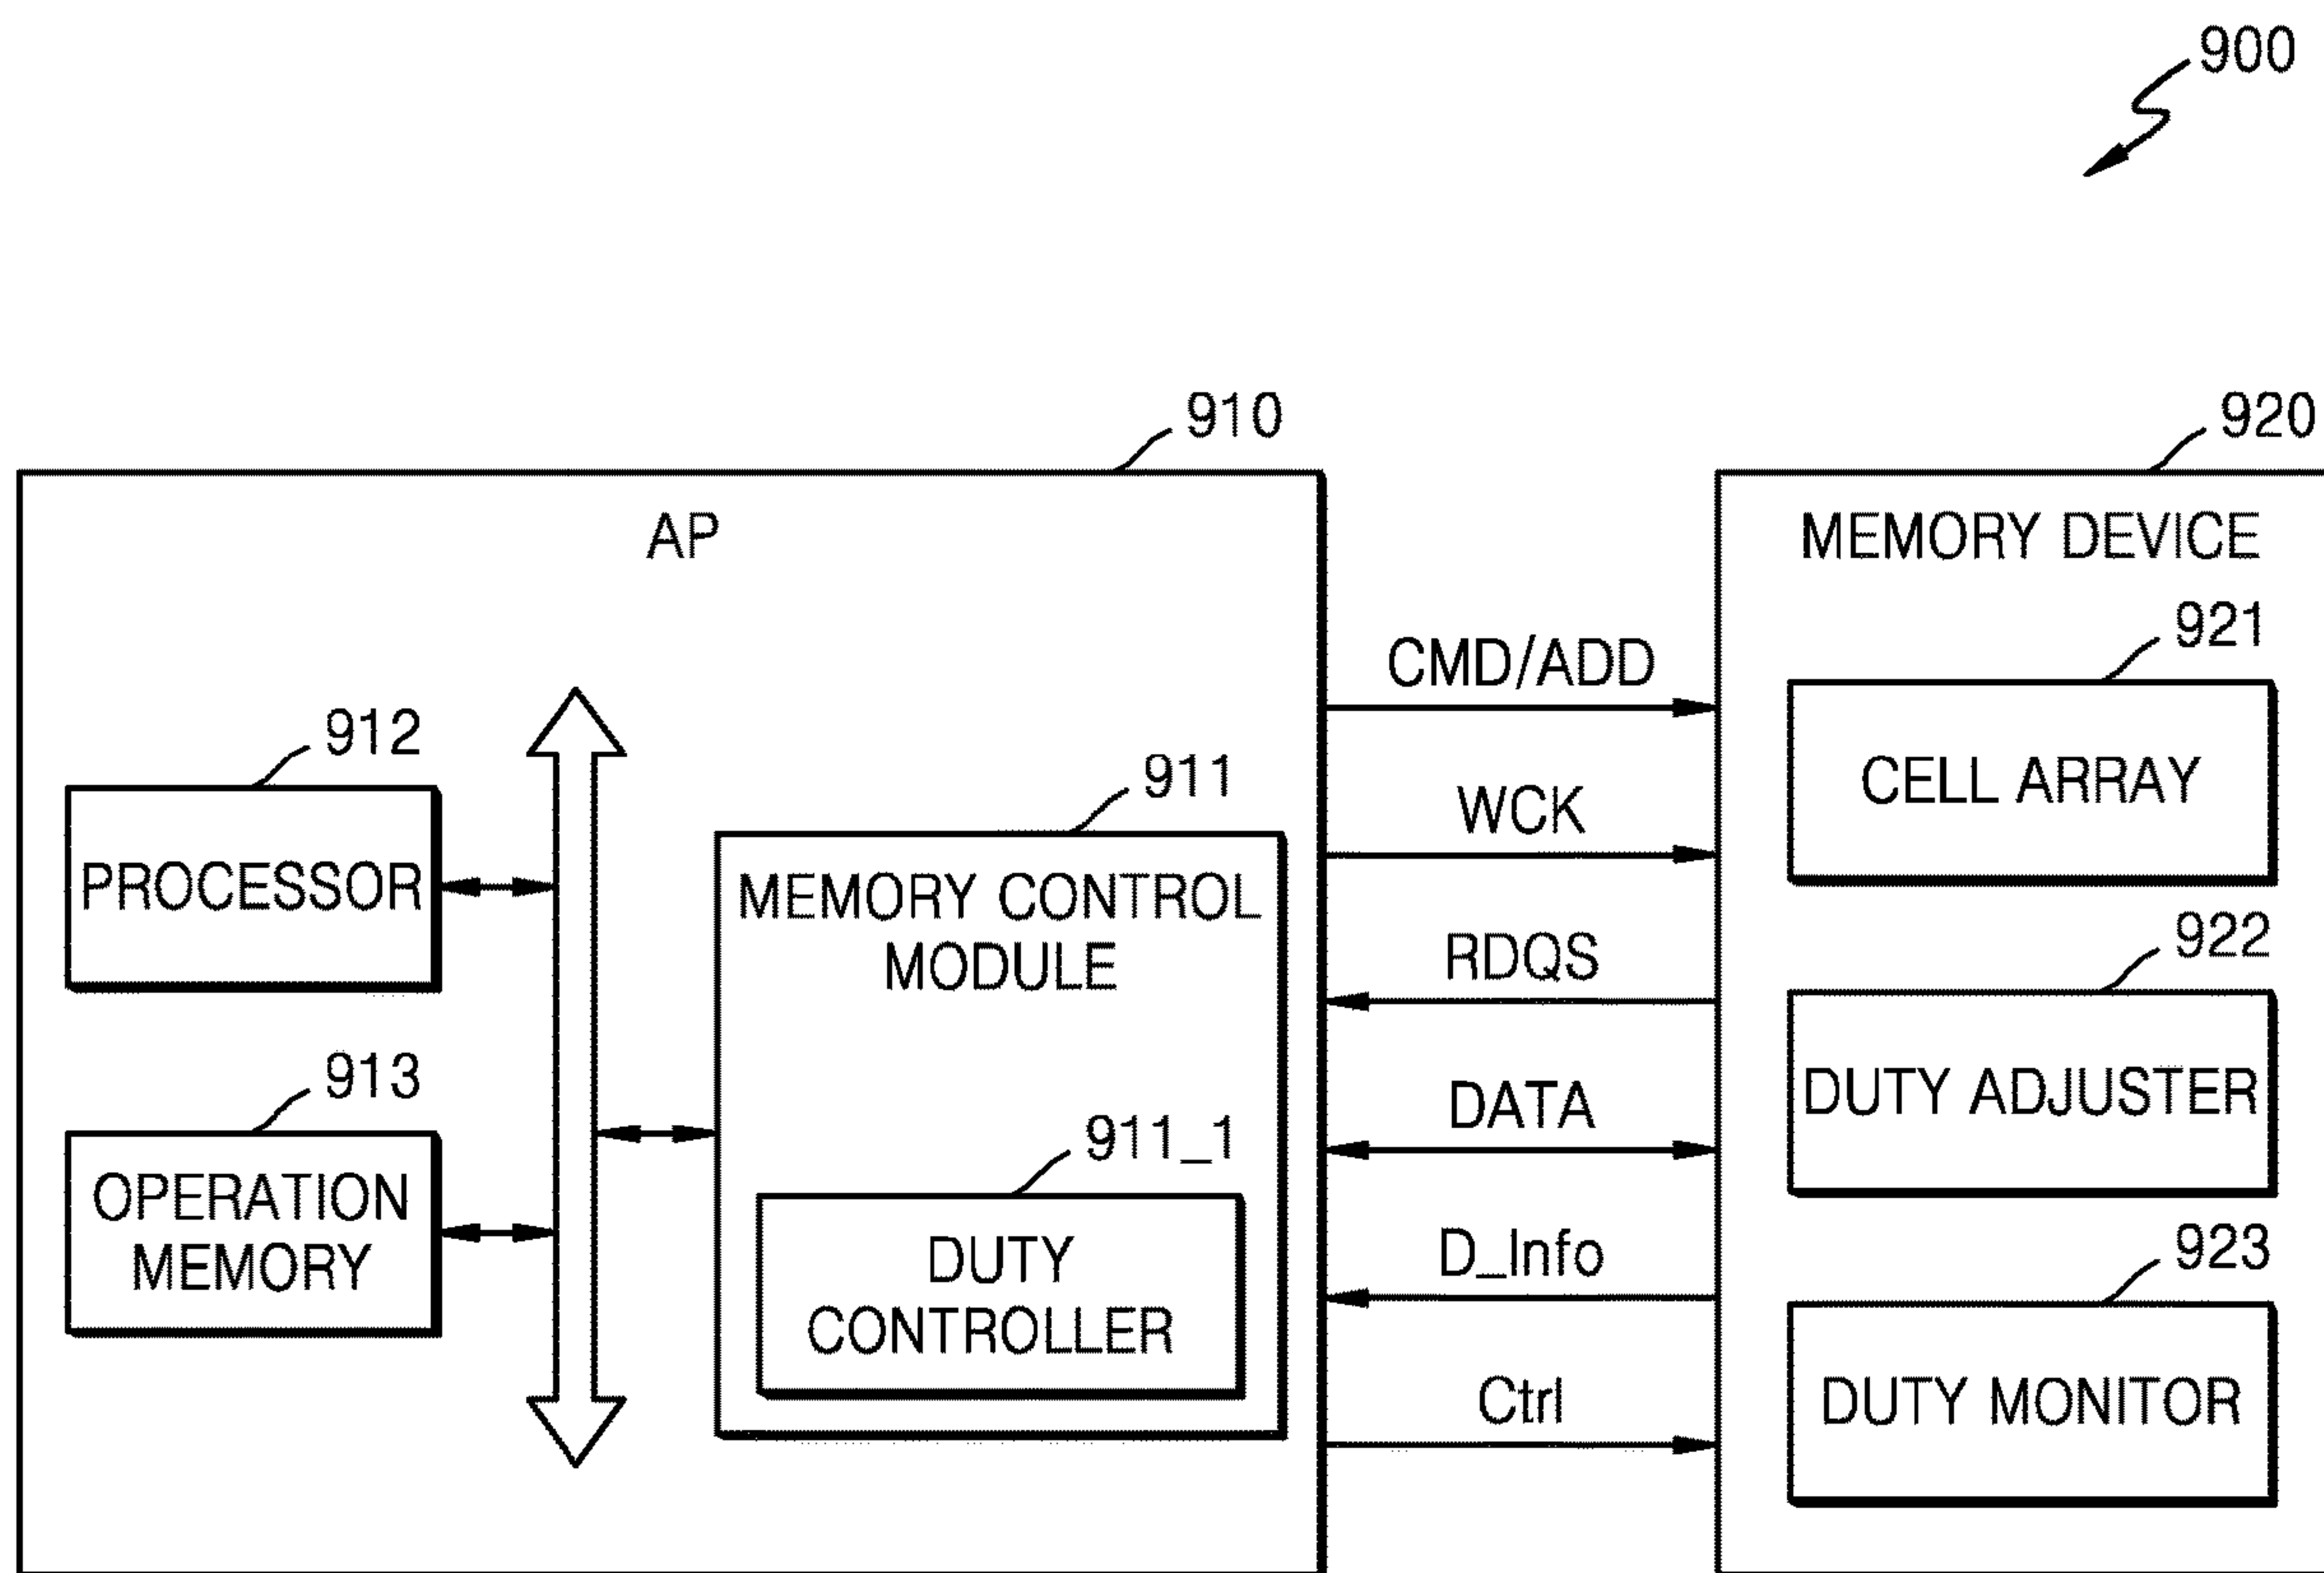 900
910
920
AP
MEMORY DEVICE
921
CMD/ADD
912
911
CELL ARRAY
WCK
PROCESSOR
MEMORY CONTROL
MODULE
922
RDQS
913
911_1
DATA
DUTY ADJUSTER
OPERATION
MEMORY
DUTY
CONTROLLER
D_Info
923
Ctrl
DUTY MONITOR